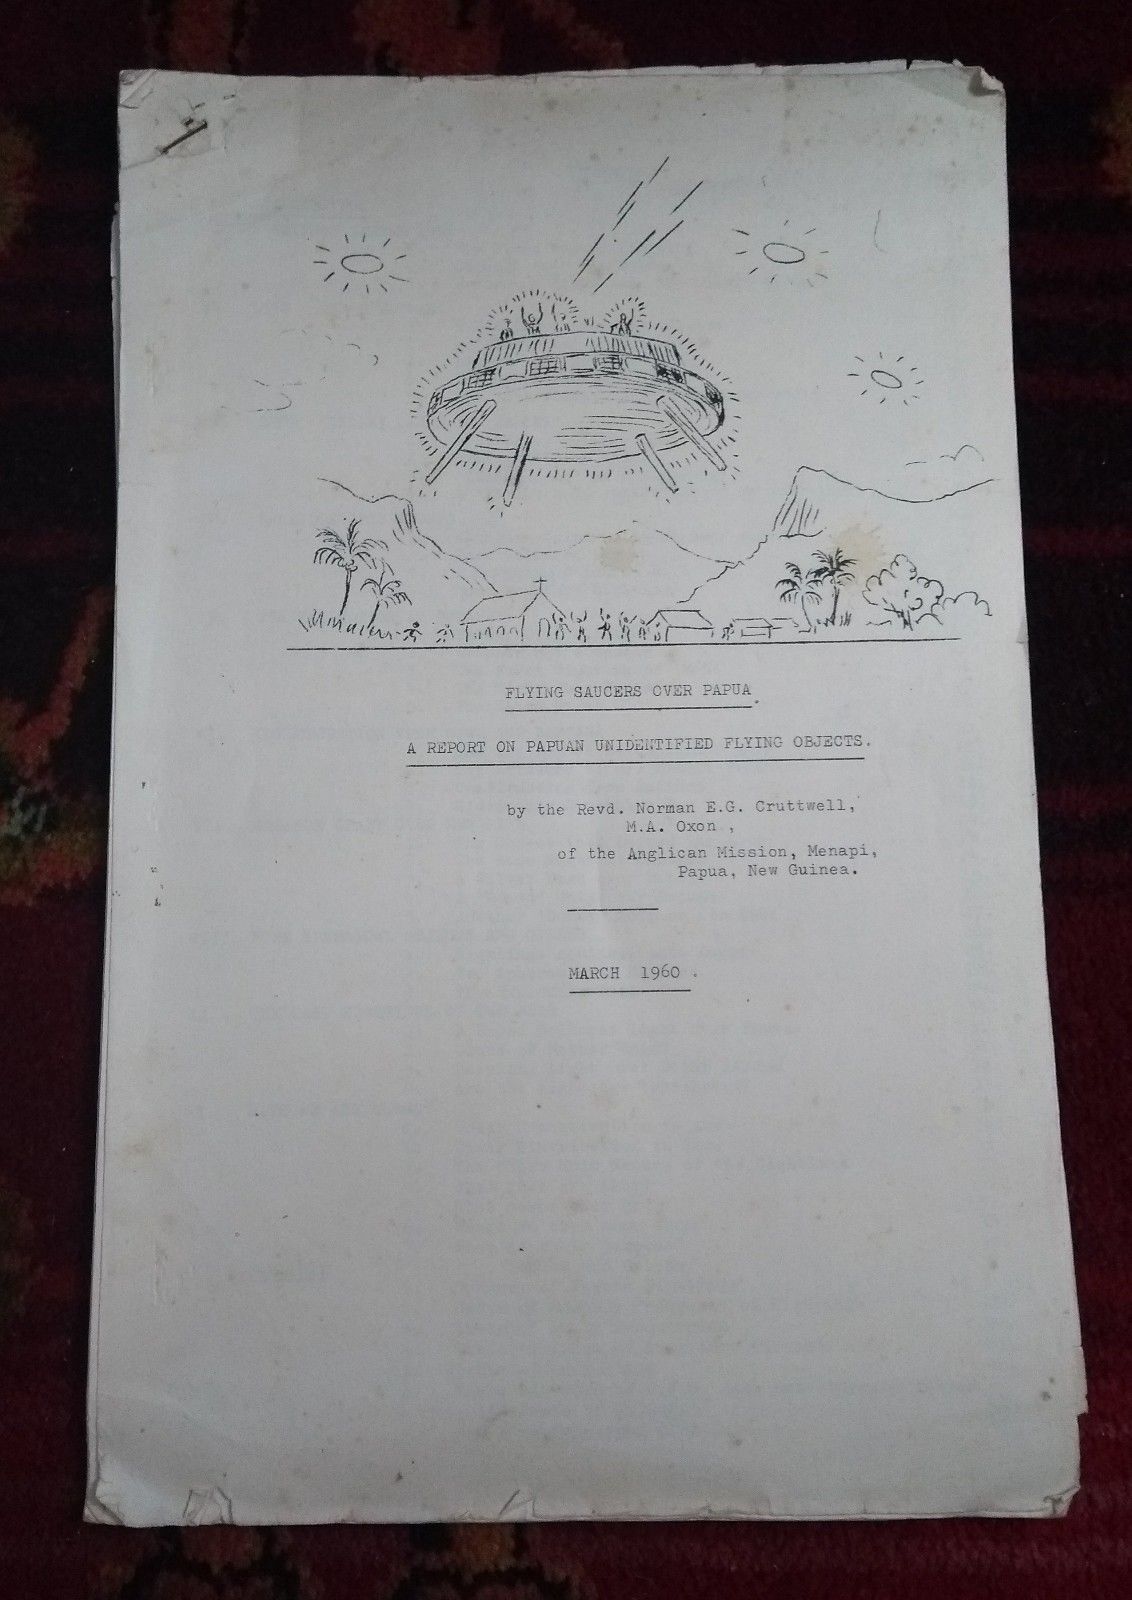 FLYING SAUCERS OVER PAPUA.
A REPORT ON PAPUAN UNIDENTIFIED FLYING OBJECTS.
by the Revd. Norman E.G. Cruttwell,
M.A. Oxon ,
of the Anglican Mission, Menapi,
Papua, New Guinea.
MARCH 1960 .